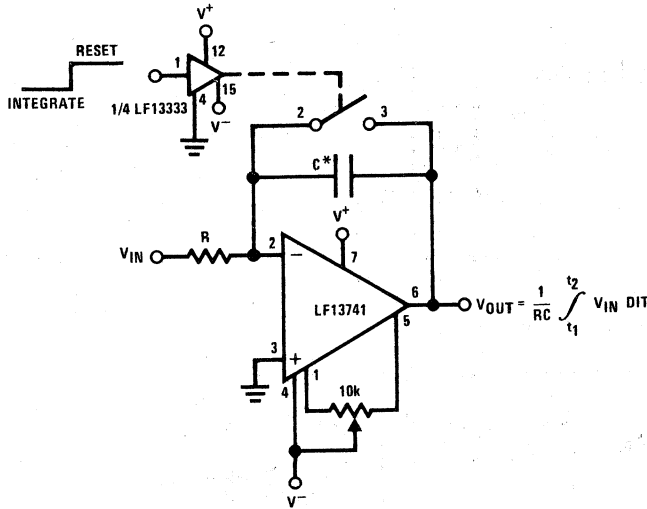 V+
12
RESET
1
15
INTEGRATE
4
1/4 LF13333
V−
2
3
C*
V+
R
VIN
2
−
7
LF13741
6
5
VOUT = 1/RC ∫ t1 t2 VIN DIT
3
+
4
1
10k
V−